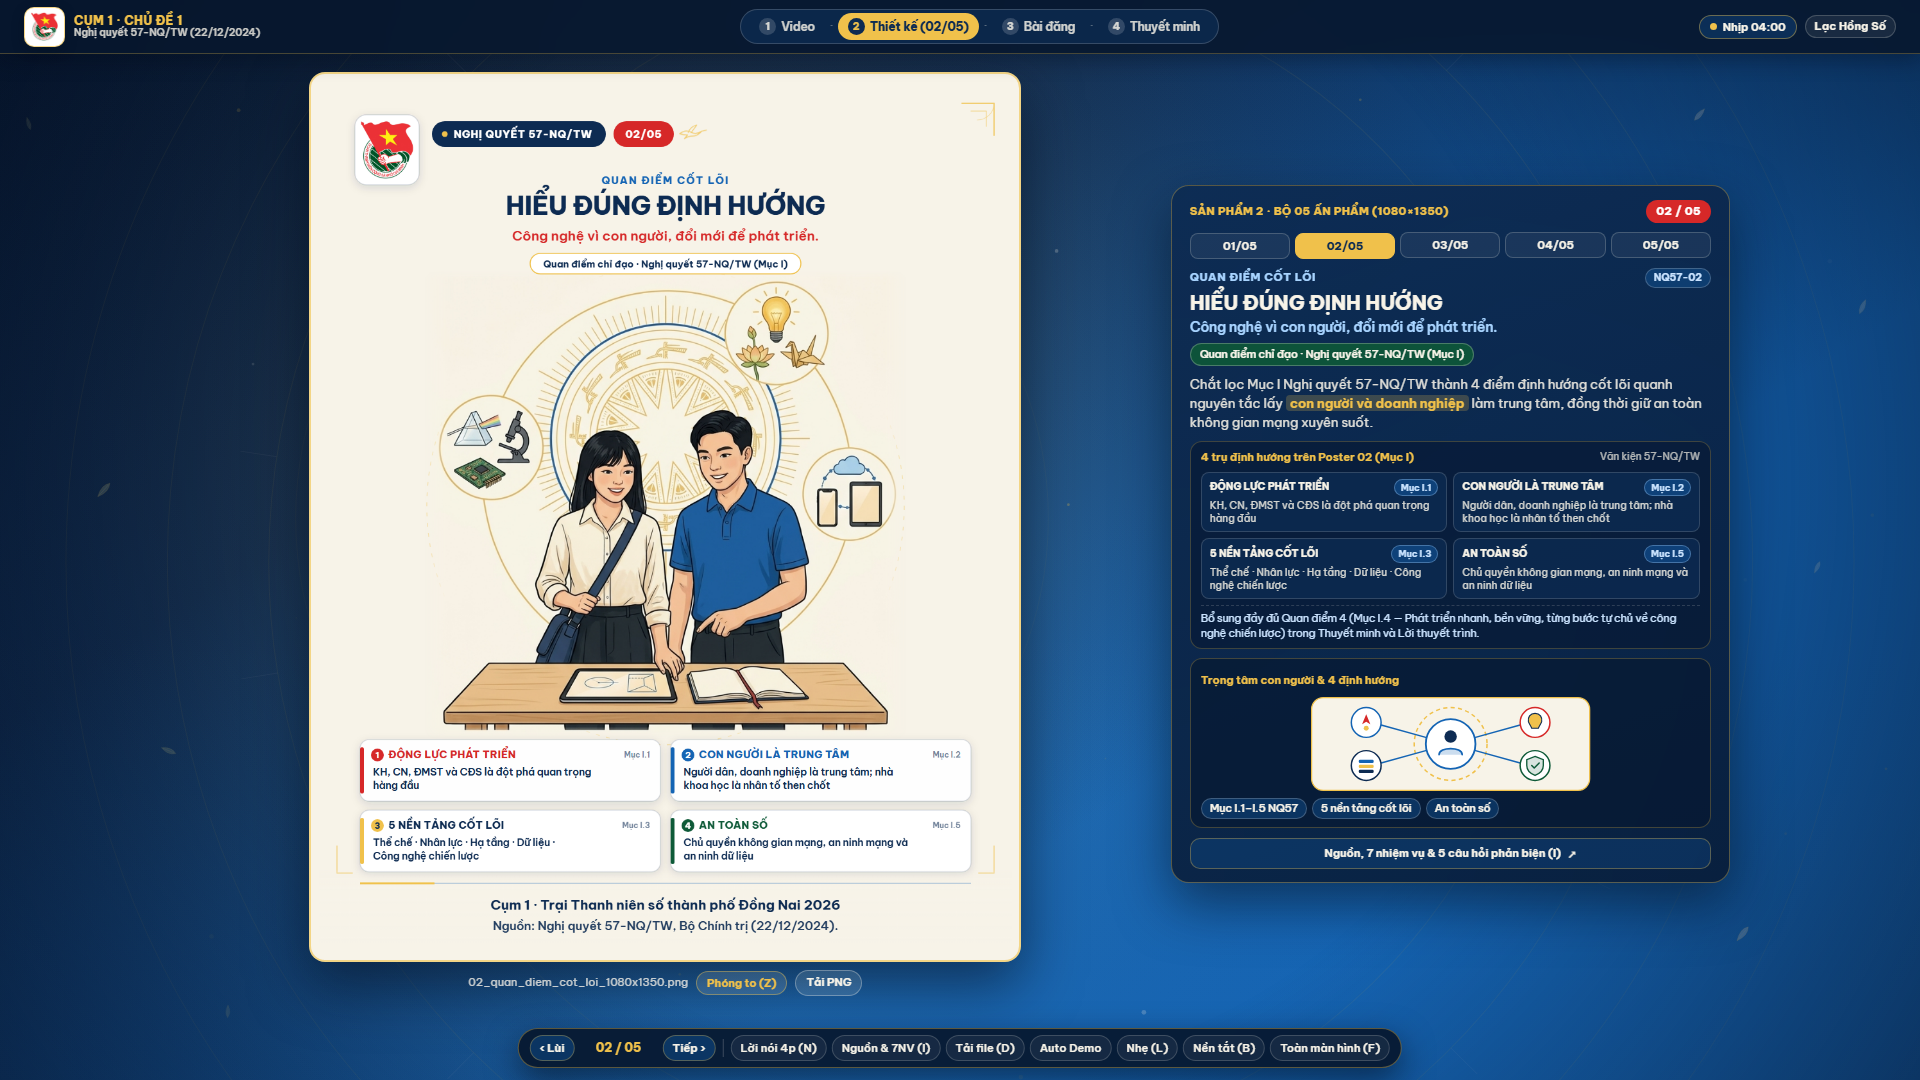 CỤM 1 · CHỦ ĐỀ 1
Nghị quyết 57-NQ/TW (22/12/2024)
1 Video · 2 Thiết kế (02/05) · 3 Bài đăng · 4 Thuyết minh
Nhịp 04:00
Lạc Hồng Số
NGHỊ QUYẾT 57-NQ/TW
02/05
QUAN ĐIỂM CỐT LÕI
HIỂU ĐÚNG ĐỊNH HƯỚNG
Công nghệ vì con người, đổi mới để phát triển.
Quan điểm chỉ đạo · Nghị quyết 57-NQ/TW (Mục I)
1 ĐỘNG LỰC PHÁT TRIỂN Mục I.1
KH, CN, ĐMST và CĐS là đột phá quan trọng
hàng đầu
2 CON NGƯỜI LÀ TRUNG TÂM Mục I.2
Người dân, doanh nghiệp là trung tâm; nhà
khoa học là nhân tố then chốt
3 5 NỀN TẢNG CỐT LÕI Mục I.3
Thể chế · Nhân lực · Hạ tầng · Dữ liệu ·
Công nghệ chiến lược
4 AN TOÀN SỐ Mục I.5
Chủ quyền không gian mạng, an ninh mạng và
an ninh dữ liệu
Cụm 1 · Trại Thanh niên số thành phố Đồng Nai 2026
Nguồn: Nghị quyết 57-NQ/TW, Bộ Chính trị (22/12/2024).
02_quan_diem_cot_loi_1080x1350.png
Phóng to (Z)
Tải PNG
SẢN PHẨM 2 · BỘ 05 ẤN PHẨM (1080×1350)
02 / 05
01/05 02/05 03/05 04/05 05/05
QUAN ĐIỂM CỐT LÕI
NQ57-02
HIỂU ĐÚNG ĐỊNH HƯỚNG
Công nghệ vì con người, đổi mới để phát triển.
Quan điểm chỉ đạo · Nghị quyết 57-NQ/TW (Mục I)
Chắt lọc Mục I Nghị quyết 57-NQ/TW thành 4 điểm định hướng cốt lõi quanh
nguyên tắc lấy con người và doanh nghiệp làm trung tâm, đồng thời giữ an toàn
không gian mạng xuyên suốt.
4 trụ định hướng trên Poster 02 (Mục I)
Văn kiện 57-NQ/TW
ĐỘNG LỰC PHÁT TRIỂN Mục I.1
KH, CN, ĐMST và CĐS là đột phá quan trọng
hàng đầu
CON NGƯỜI LÀ TRUNG TÂM Mục I.2
Người dân, doanh nghiệp là trung tâm; nhà
khoa học là nhân tố then chốt
5 NỀN TẢNG CỐT LÕI Mục I.3
Thể chế · Nhân lực · Hạ tầng · Dữ liệu · Công
nghệ chiến lược
AN TOÀN SỐ Mục I.5
Chủ quyền không gian mạng, an ninh mạng và
an ninh dữ liệu
Bổ sung đầy đủ Quan điểm 4 (Mục I.4 — Phát triển nhanh, bền vững, từng bước tự chủ về công
nghệ chiến lược) trong Thuyết minh và Lời thuyết trình.
Trọng tâm con người & 4 định hướng
Mục I.1–I.5 NQ57
5 nền tảng cốt lõi
An toàn số
Nguồn, 7 nhiệm vụ & 5 câu hỏi phản biện (I) ↗
‹ Lùi
02 / 05
Tiếp ›
Lời nói 4p (N)
Nguồn & 7NV (I)
Tải file (D)
Auto Demo
Nhẹ (L)
Nền tắt (B)
Toàn màn hình (F)